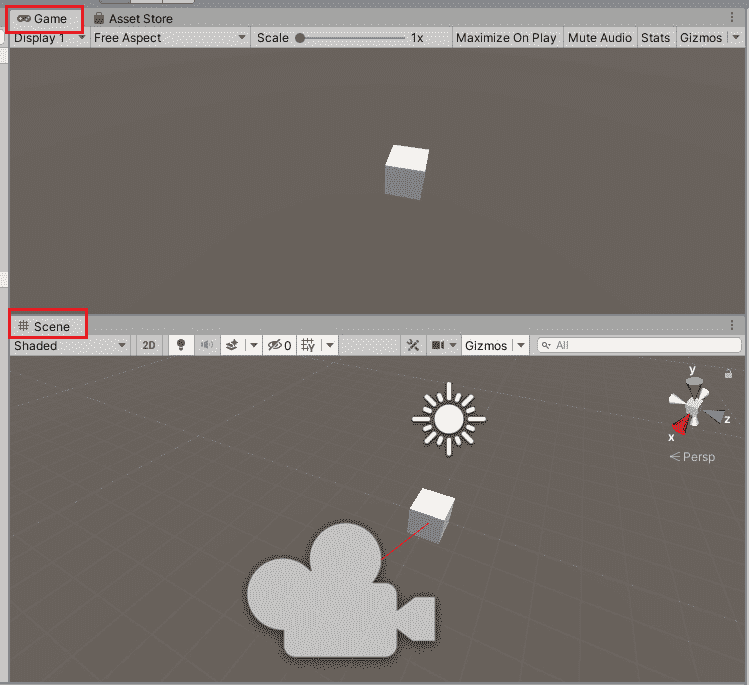 Game Asset Store
Display 1 Free Aspect Scale 1x Maximize On Play Mute Audio Stats Gizmos
Scene
Shaded 2D 0 Gizmos All
y
z
x
Persp